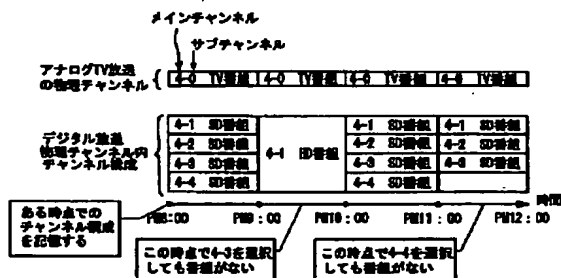 メインチャンネル
サブチャンネル
アナログTV放送
の物理チャンネル
4-0 TV番組 4-0 TV番組 4-0 TV番組 4-0 TV番組
デジタル放送
物理チャンネル内
チャンネル構成
4-1 SD番組
4-2 SD番組
4-3 SD番組
4-4 SD番組
4-1 HD番組
4-1 SD番組
4-2 SD番組
4-3 SD番組
4-4 SD番組
4-1 SD番組
4-2 SD番組
4-3 SD番組
時間
PM8:00 PM9:00 PM10:00 PM11:00 PM12:00
ある時点での
チャンネル構成
を記憶する
この時点で4-3を選択
しても番組がない
この時点で4-4を選択
しても番組がない